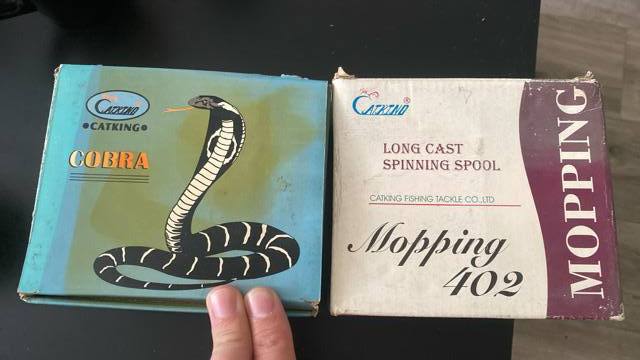 CATKING
●CATKING●
COBRA
CATKING®
LONG CAST
SPINNING SPOOL
CATKING FISHING TACKLE CO.,LTD
Mopping
402
MOPPING